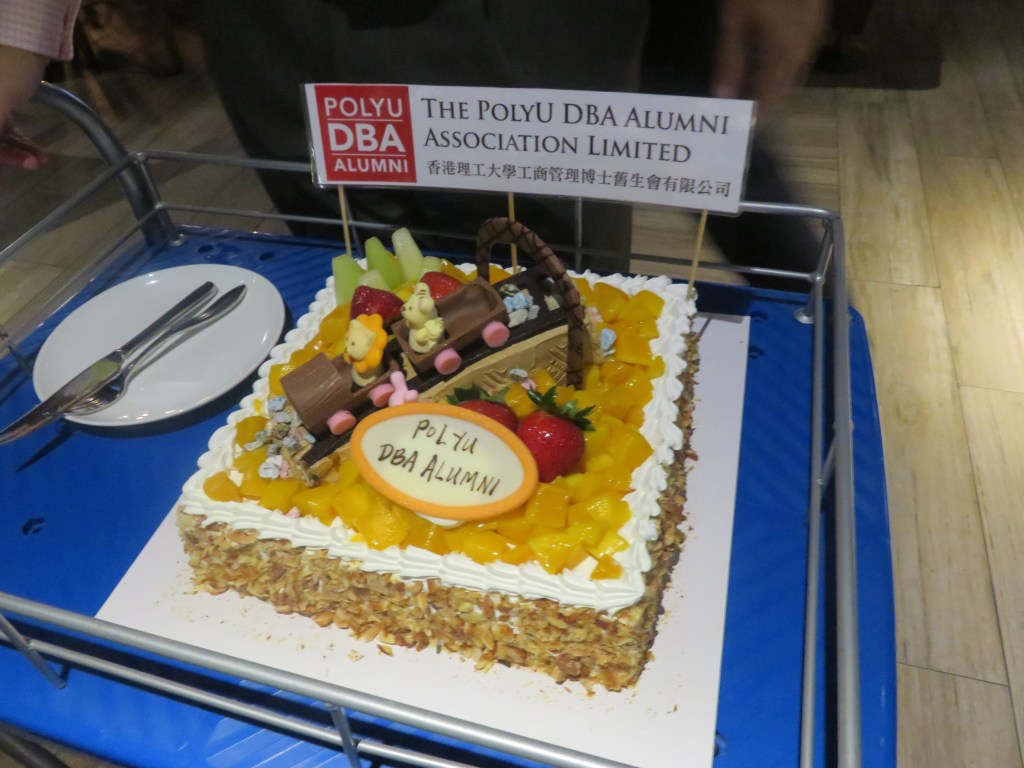 POLYU
DBA
ALUMNI
THE POLYU DBA ALUMNI
ASSOCIATION LIMITED
香港理工大學工商管理博士舊生會有限公司
POLYU
DBA ALUMNI